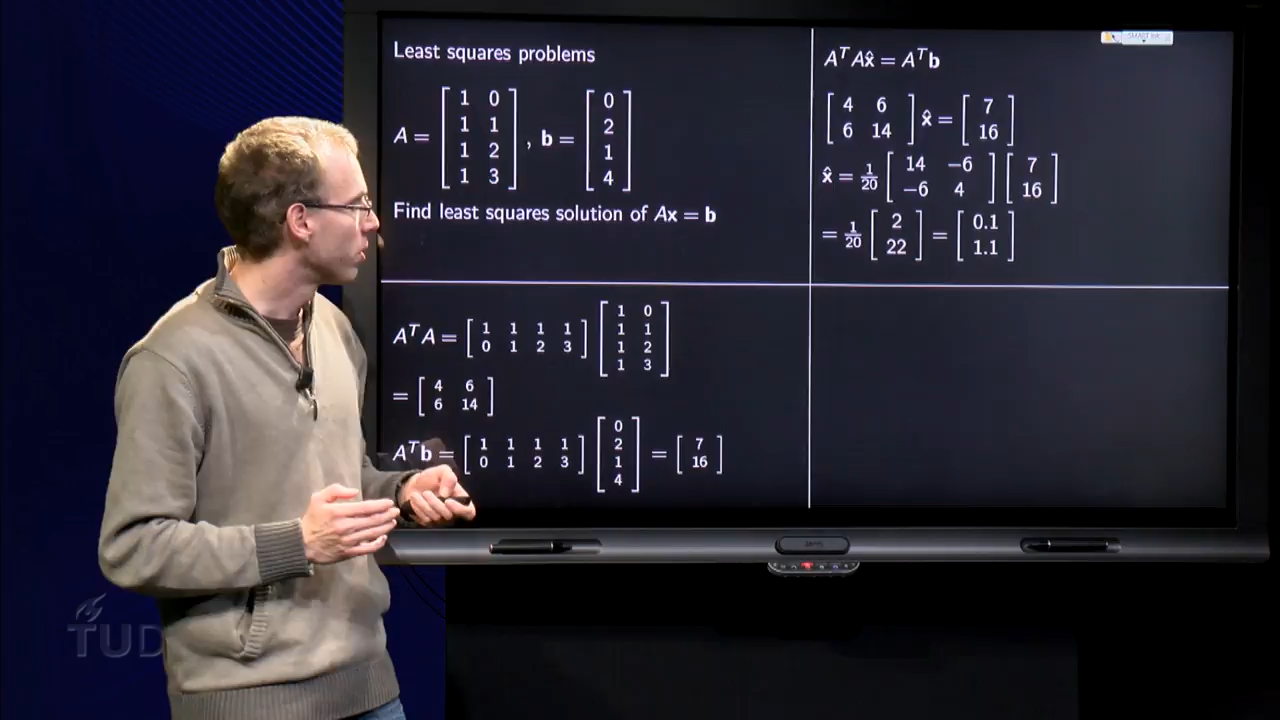 Least squares problems
A = [ 1 0 ; 1 1 ; 1 2 ; 1 3 ], b = [ 0 ; 2 ; 1 ; 4 ]
Find least squares solution of Ax = b
AᵀA = [ 1 1 1 1 ; 0 1 2 3 ] [ 1 0 ; 1 1 ; 1 2 ; 1 3 ]
= [ 4 6 ; 6 14 ]
Aᵀb = [ 1 1 1 1 ; 0 1 2 3 ] [ 0 ; 2 ; 1 ; 4 ] = [ 7 ; 16 ]
AᵀAx̂ = Aᵀb
[ 4 6 ; 6 14 ] x̂ = [ 7 ; 16 ]
x̂ = 1/20 [ 14 −6 ; −6 4 ] [ 7 ; 16 ]
= 1/20 [ 2 ; 22 ] = [ 0.1 ; 1.1 ]
SMART Ink
TUD